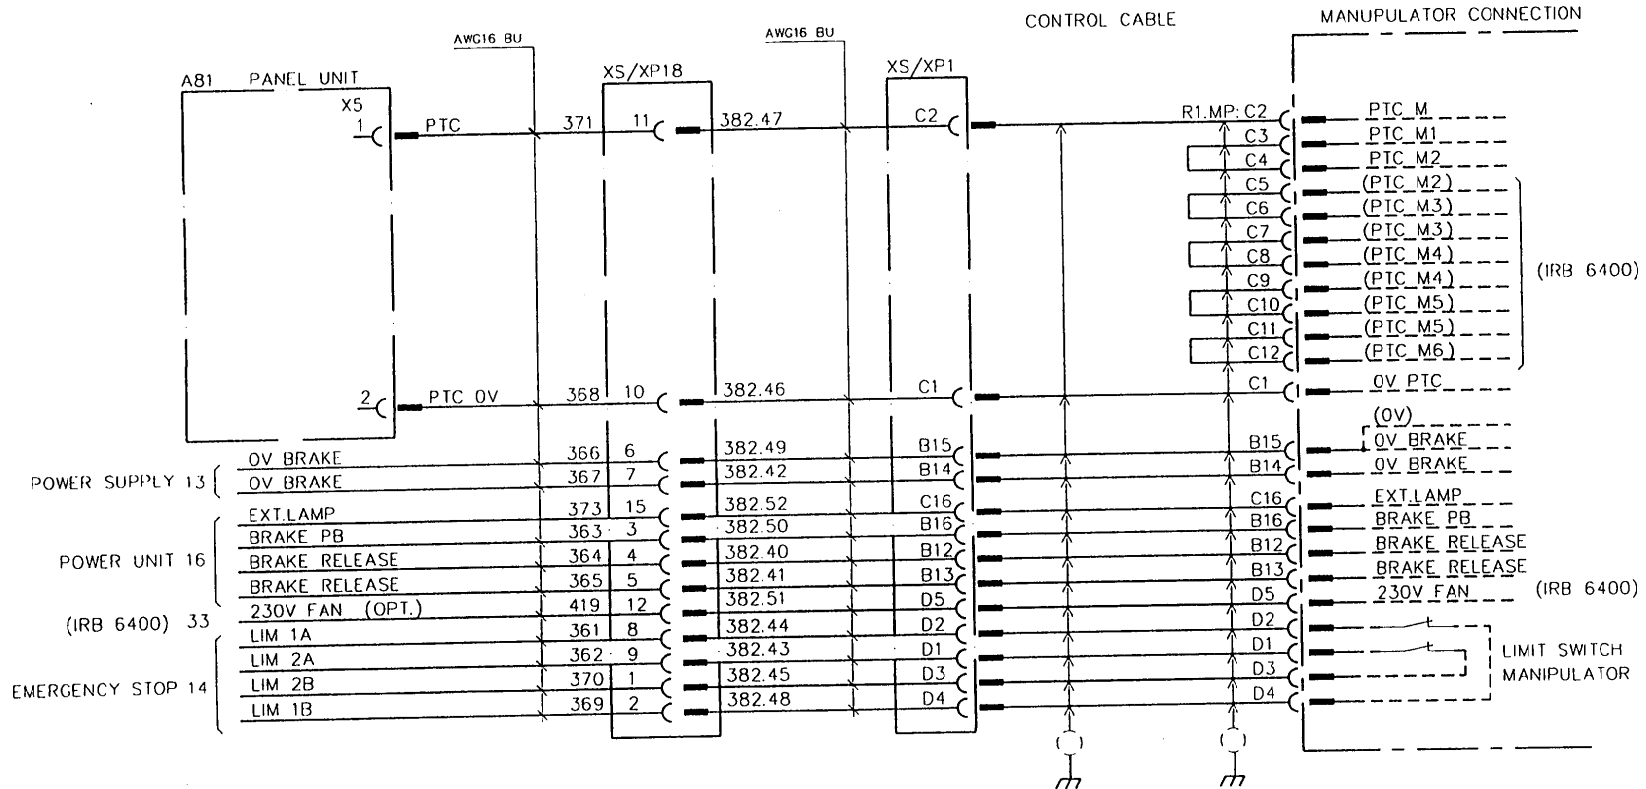 CONTROL CABLE
MANUPULATOR CONNECTION
AWG16 BU
AWG16 BU
A81 PANEL UNIT
XS/XP18
XS/XP1
X5
1 PTC 371 11 382.47 C2 R1.MP: C2 PTC M
C3 PTC M1
C4 PTC M2
C5 (PTC M2)
C6 (PTC M3)
C7 (PTC M3)
C8 (PTC M4)
C9 (PTC M4)
C10 (PTC M5)
C11 (PTC M5)
C12 (PTC M6)
(IRB 6400)
2 PTC 0V 368 10 382.46 C1 C1 0V PTC
(0V)
0V BRAKE 366 6 382.49 B15 B15 0V BRAKE
POWER SUPPLY 13
0V BRAKE 367 7 382.42 B14 B14 0V BRAKE
EXT.LAMP 373 15 382.52 C16 C16 EXT.LAMP
BRAKE PB 363 3 382.50 B16 B16 BRAKE PB
POWER UNIT 16
BRAKE RELEASE 364 4 382.40 B12 B12 BRAKE RELEASE
BRAKE RELEASE 365 5 382.41 B13 B13 BRAKE RELEASE
(IRB 6400) 33 230V FAN (OPT.) 419 12 382.51 D5 D5 230V FAN (IRB 6400)
LIM 1A 361 8 382.44 D2 D2
LIM 2A 362 9 382.43 D1 D1
EMERGENCY STOP 14
LIM 2B 370 1 382.45 D3 D3
LIM 1B 369 2 382.48 D4 D4
LIMIT SWITCH
MANIPULATOR